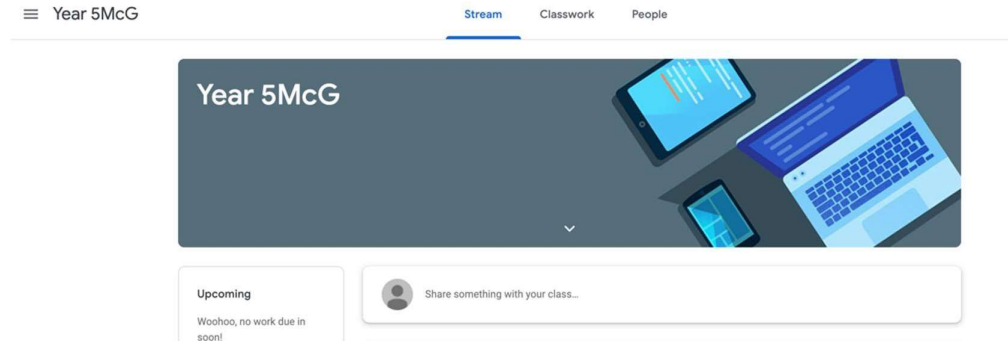 Year 5McG
Stream Classwork People
Year 5McG
Upcoming
Woohoo, no work due in
soon!
Share something with your class...